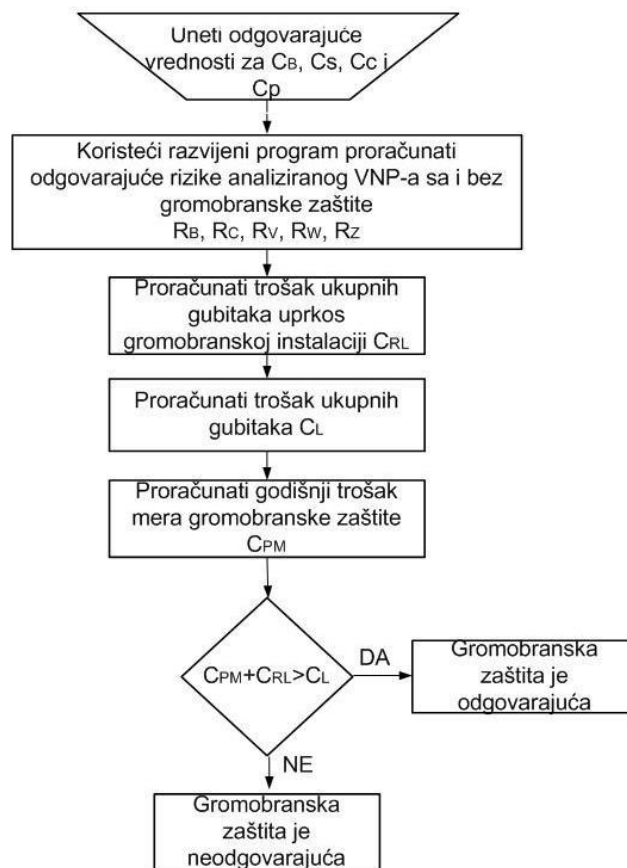 Uneti odgovarajuće
vrednosti za CB, Cs, Cc i
Cp
Koristeći razvijeni program proračunati
odgovarajuće rizike analiziranog VNP-a sa i bez
gromobranske zaštite
RB, RC, RV, RW, RZ
Proračunati trošak ukupnih
gubitaka uprkos
gromobranskoj instalaciji CRL
Proračunati trošak ukupnih
gubitaka CL
Proračunati godišnji trošak
mera gromobranske zaštite
CPM
CPM+CRL>CL
DA
Gromobranska
zaštita je
odgovarajuća
NE
Gromobranska
zaštita je
neodgovarajuća